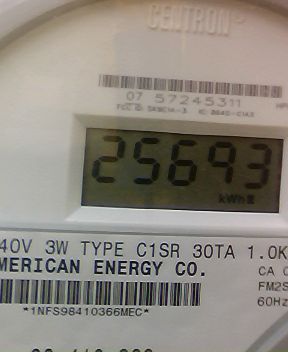 CENTRON®
07 57245311
25693
kWh
40V 3W TYPE C1SR 30TA 1.0K
MERICAN ENERGY CO.
CA 0
FM2S
60Hz
*1NFS98410366MEC*